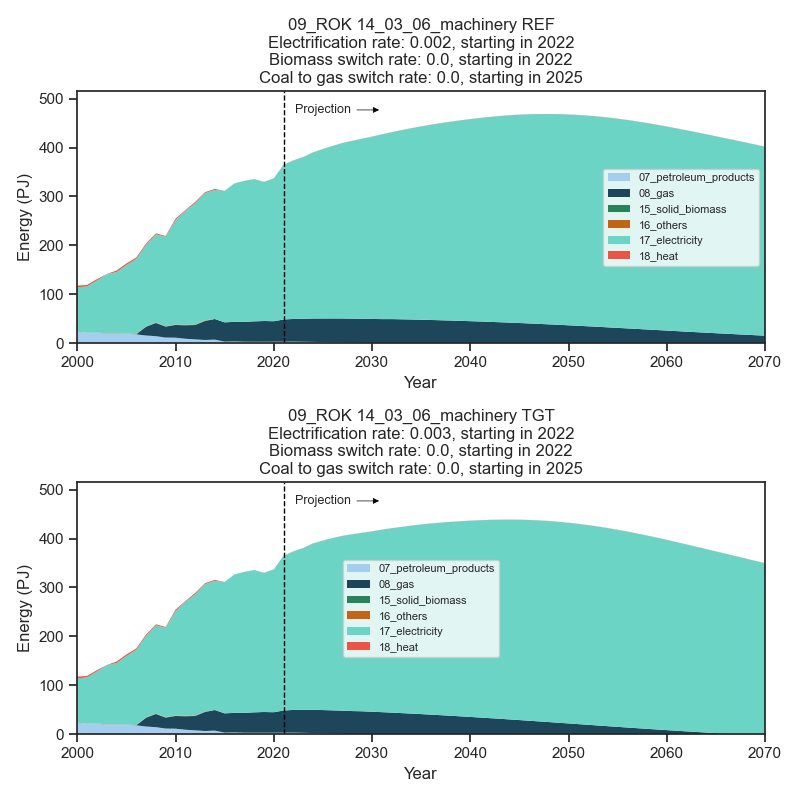 09_ROK 14_03_06_machinery REF
Electrification rate: 0.002, starting in 2022
Biomass switch rate: 0.0, starting in 2022
Coal to gas switch rate: 0.0, starting in 2025
500
400
300
200
100
0
Energy (PJ)
Projection
07_petroleum_products
08_gas
15_solid_biomass
16_others
17_electricity
18_heat
2000 2010 2020 2030 2040 2050 2060 2070
Year
09_ROK 14_03_06_machinery TGT
Electrification rate: 0.003, starting in 2022
Biomass switch rate: 0.0, starting in 2022
Coal to gas switch rate: 0.0, starting in 2025
500
400
300
200
100
0
Energy (PJ)
Projection
07_petroleum_products
08_gas
15_solid_biomass
16_others
17_electricity
18_heat
2000 2010 2020 2030 2040 2050 2060 2070
Year